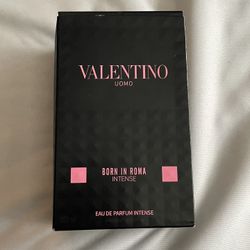 VALENTINO
UOMO
BORN IN ROMA
INTENSE
EAU DE PARFUM INTENSE